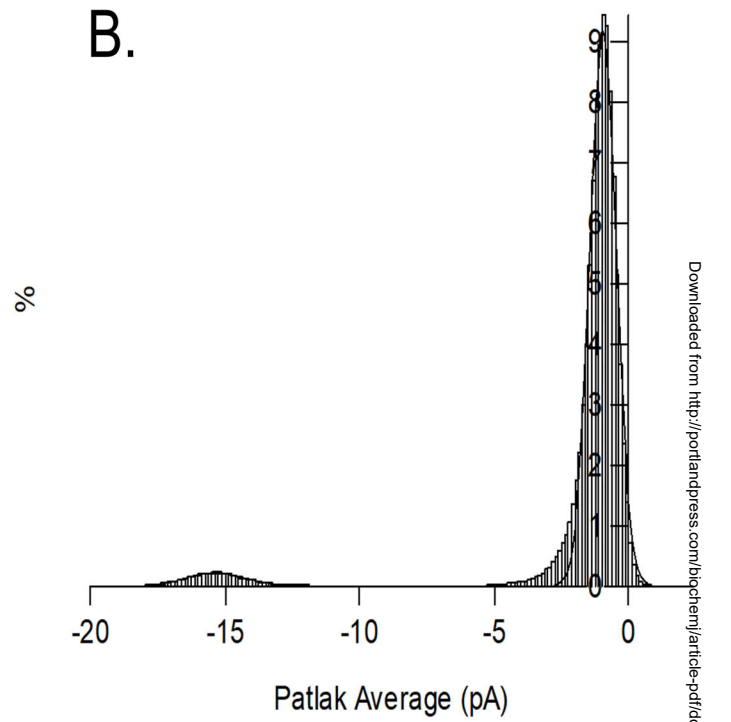 B.
9
8
7
6
5
4
3
2
1
0
%
-20 -15 -10 -5 0
Patlak Average (pA)
Downloaded from http://portlandpress.com/biochemj/article-pdf/do